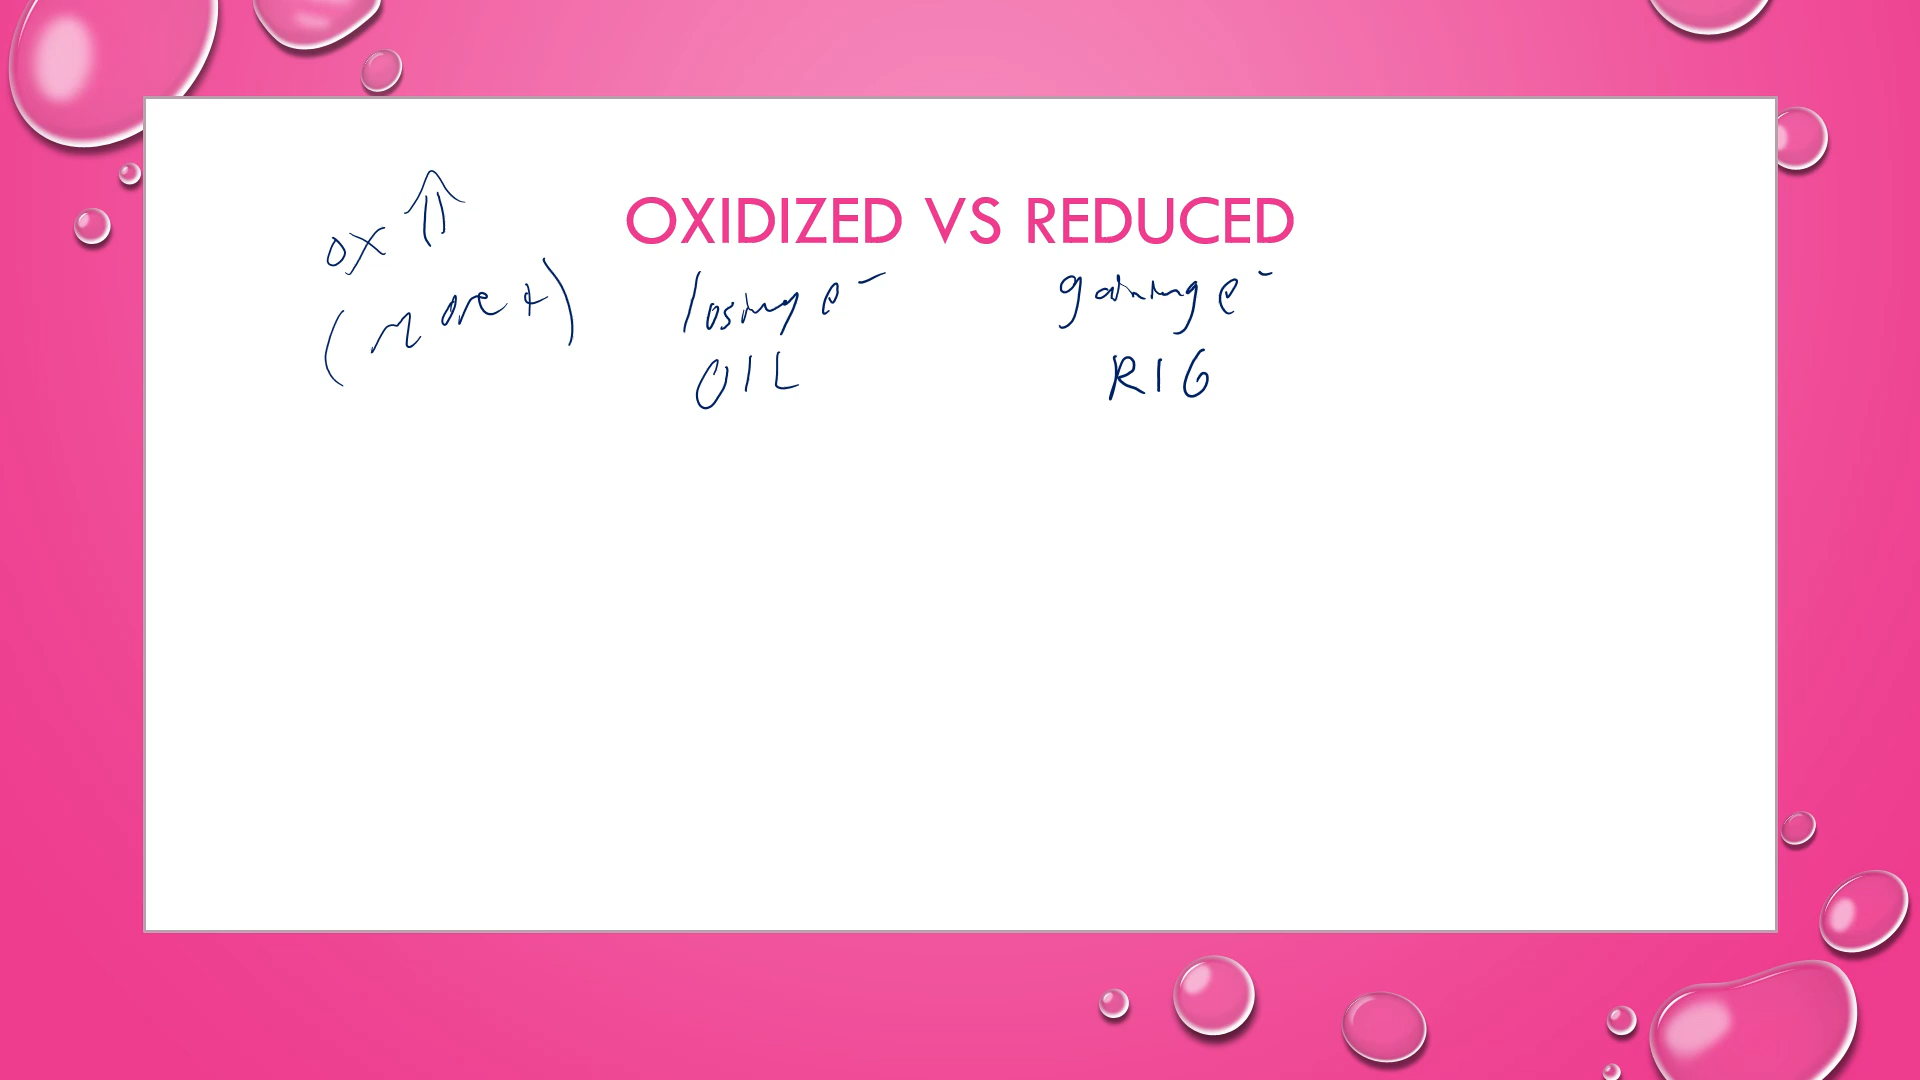 OXIDIZED VS REDUCED
ox ⇑
(more +)
losing e⁻
gaining e⁻
OIL
RIG